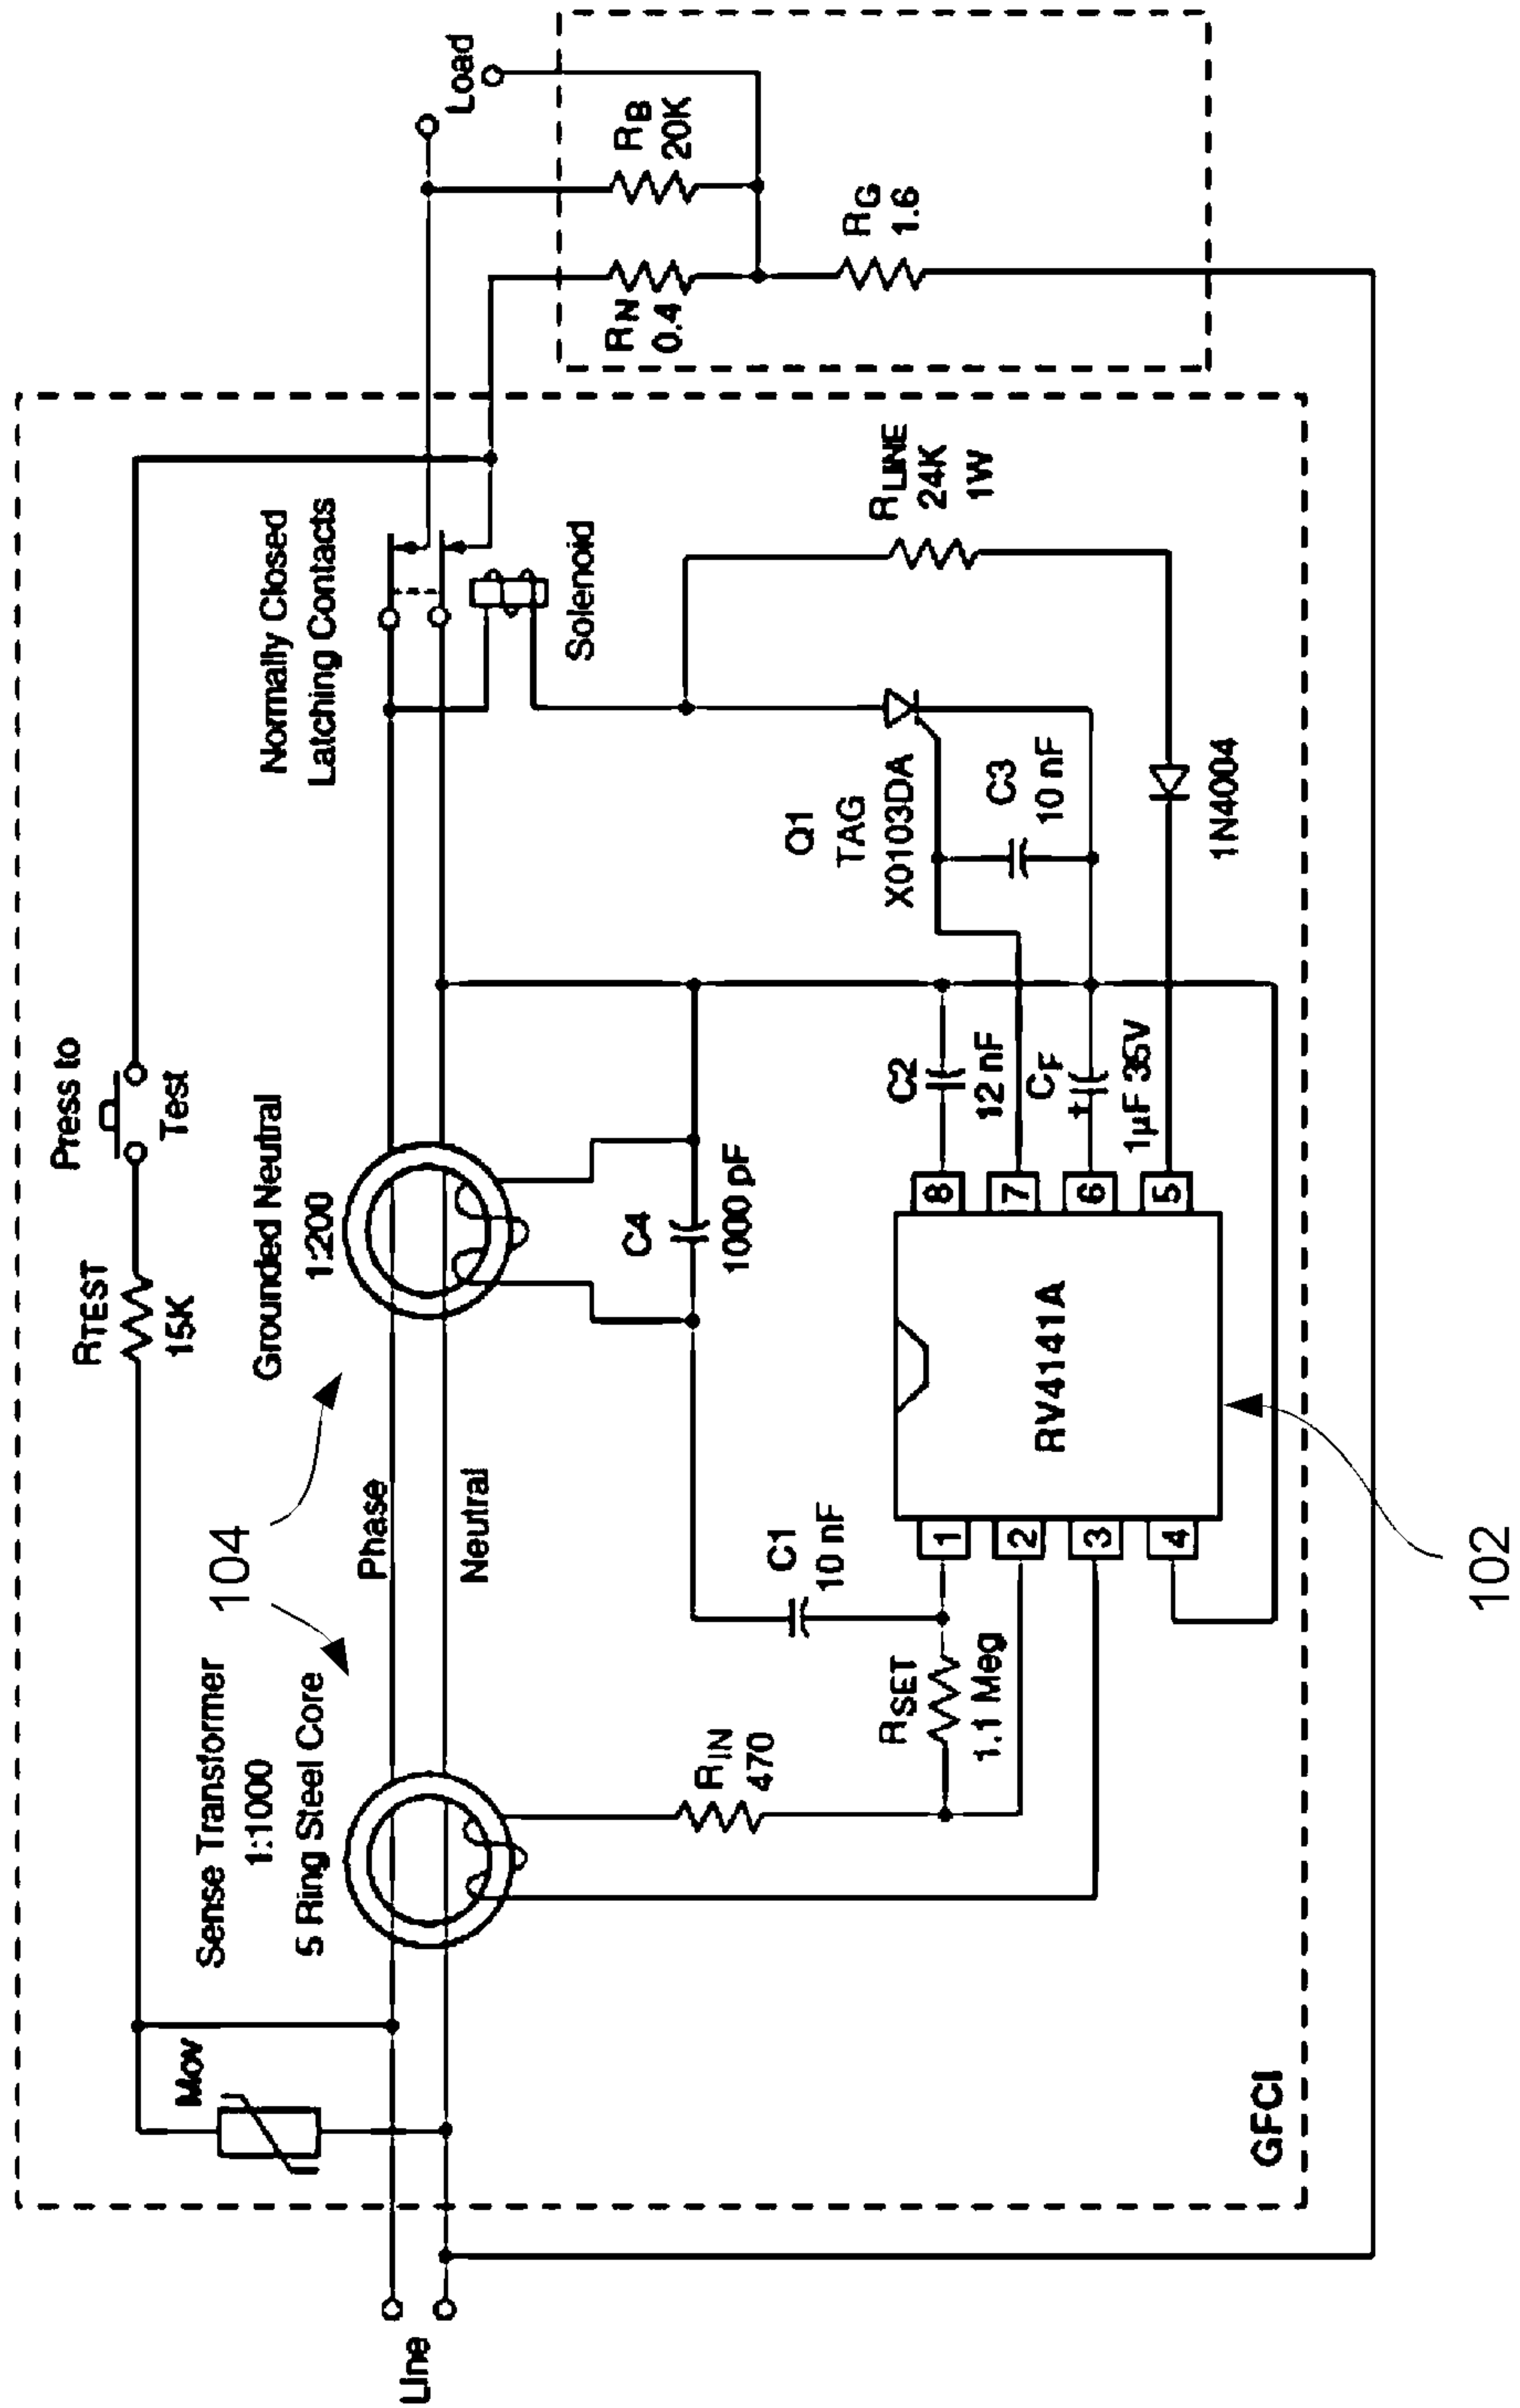 Press to
Test
RTEST
15K
Mov
Sense Transformer
1:1000
5 Ring Steel Core
104
Grounded Neutral
1:200
Normally Closed
Latching Contacts
Phase
Neutral
Line
Load
Solenoid
RN
0.4
RB
20K
RG
1.6
RIN
470
C4
1000 pF
C1
10 nF
Q1
TAG
X0103DA
RLINE
24K
1W
RSET
1.1 Meg
C2
12 nF
C3
10 nF
CF
+
1µF 35V
1N4004
1
2
3
4
RV4141A
8
7
6
5
GFCI
102